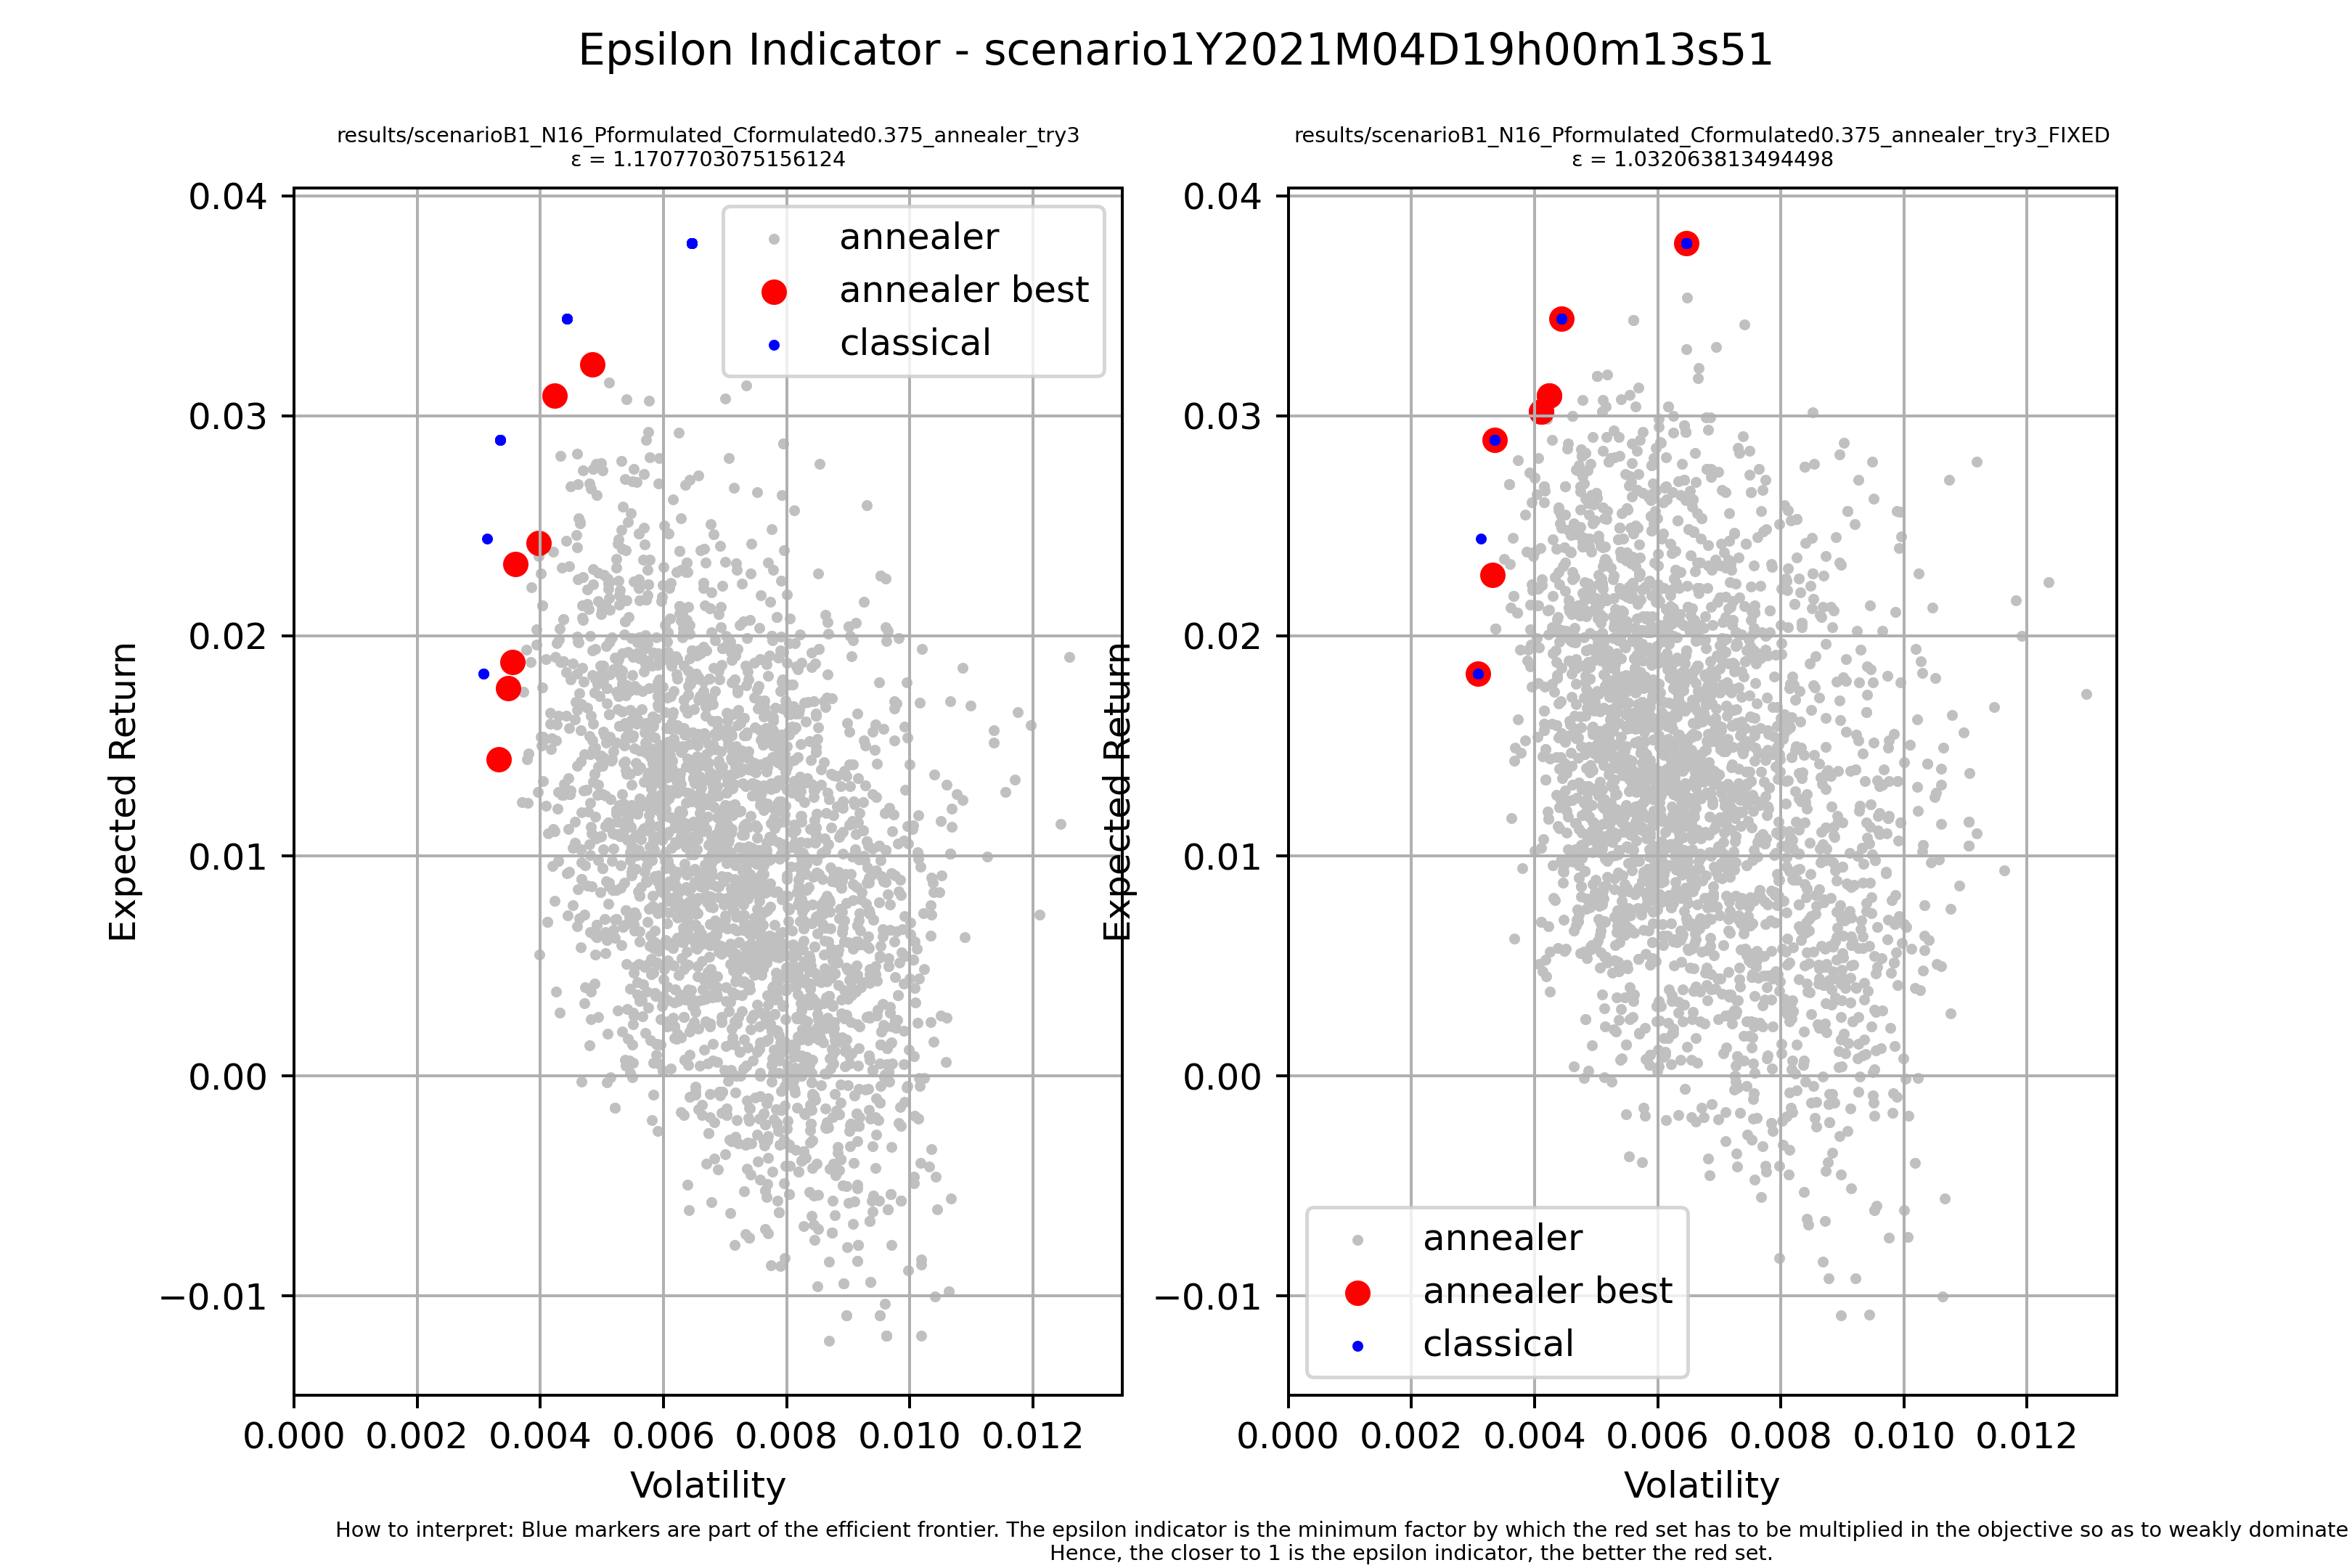 Epsilon Indicator - scenario1Y2021M04D19h00m13s51
results/scenarioB1_N16_Pformulated_Cformulated0.375_annealer_try3
ε = 1.1707703075156124
0.04
0.03
0.02
0.01
0.00
−0.01
Expected Return
annealer
annealer best
classical
0.000 0.002 0.004 0.006 0.008 0.010 0.012
Volatility
results/scenarioB1_N16_Pformulated_Cformulated0.375_annealer_try3_FIXED
ε = 1.032063813494498
0.04
0.03
0.02
0.01
0.00
−0.01
Expected Return
annealer
annealer best
classical
0.000 0.002 0.004 0.006 0.008 0.010 0.012
Volatility
How to interpret: Blue markers are part of the efficient frontier. The epsilon indicator is the minimum factor by which the red set has to be multiplied in the objective so as to weakly dominate
Hence, the closer to 1 is the epsilon indicator, the better the red set.